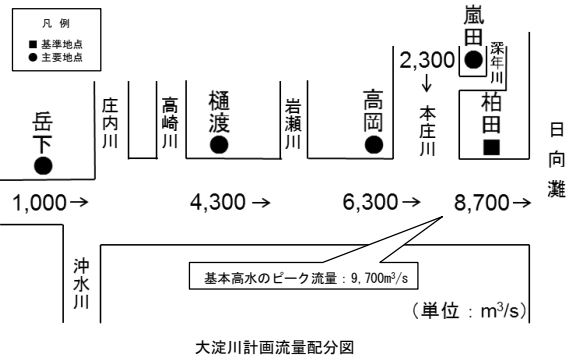 凡 例
■ 基準地点
● 主要地点
嵐田
深年川
2,300→
本庄川
柏田
日向灘
高岡
岩瀬川
樋渡
高崎川
庄内川
岳下
1,000→
4,300→
6,300→
8,700→
沖水川
基本高水のピーク流量：9,700m³/s
（単位：m³/s）
大淀川計画流量配分図